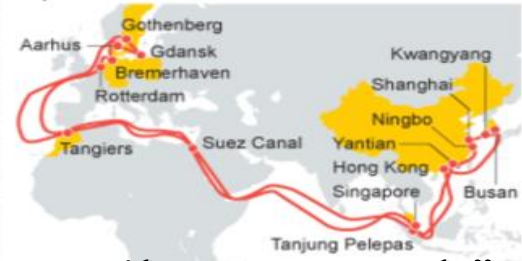 Gothenberg
Aarhus
Gdansk
Bremerhaven
Rotterdam
Tangiers
Suez Canal
Kwangyang
Shanghai
Ningbo
Yantian
Hong Kong
Singapore
Busan
Tanjung Pelepas